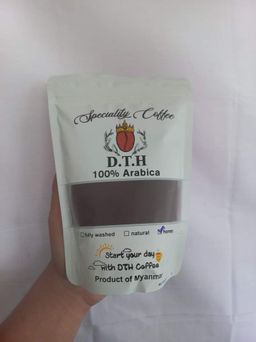 Speciality Coffee
D.T.H
100% Arabica
fully washed natural honey
Start your day
with DTH Coffee
Product of Myanmar